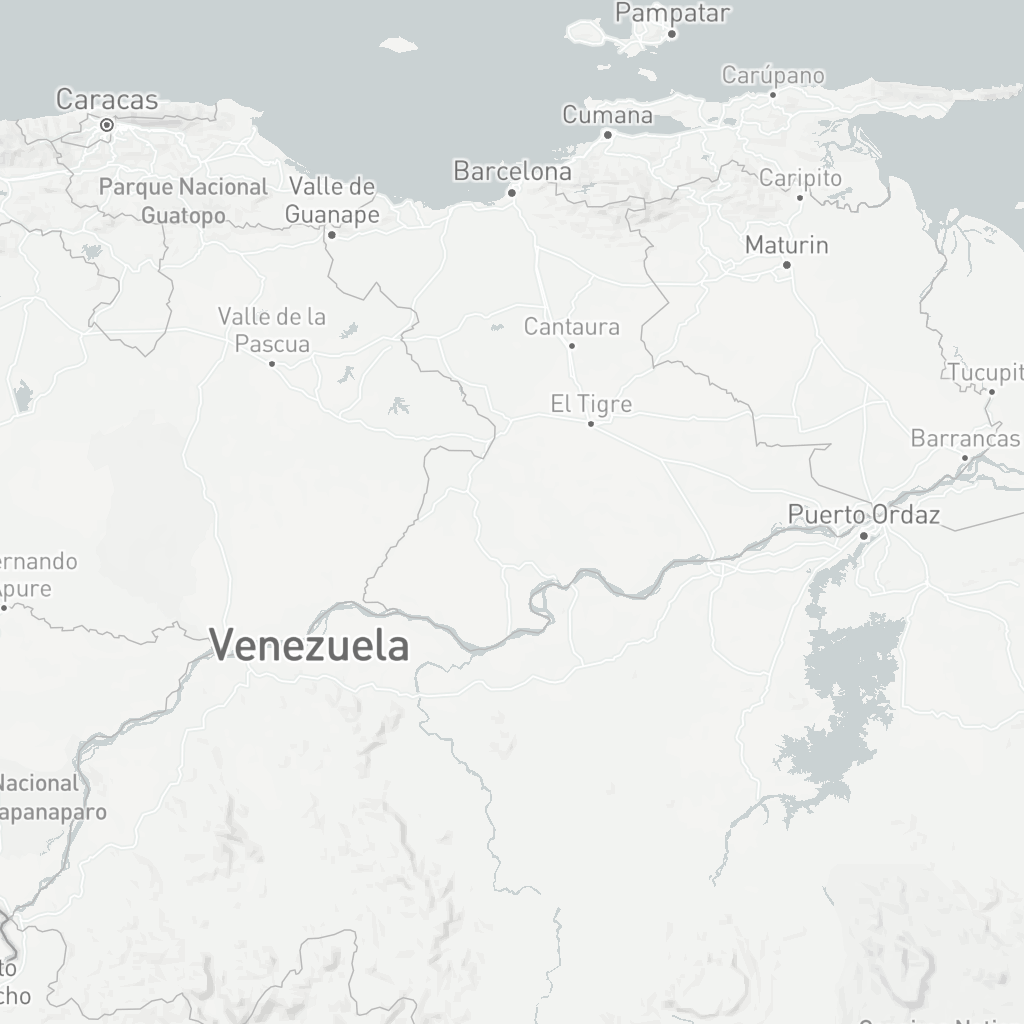 Pampatar
Carúpano
Caracas
Cumana
Barcelona
Parque Nacional
Guatopo
Valle de
Guanape
Caripito
Maturin
Valle de la
Pascua
Cantaura
Tucupit
El Tigre
Barrancas
Puerto Ordaz
ernando
Apure
Venezuela
Nacional
apanaparo
to
cho